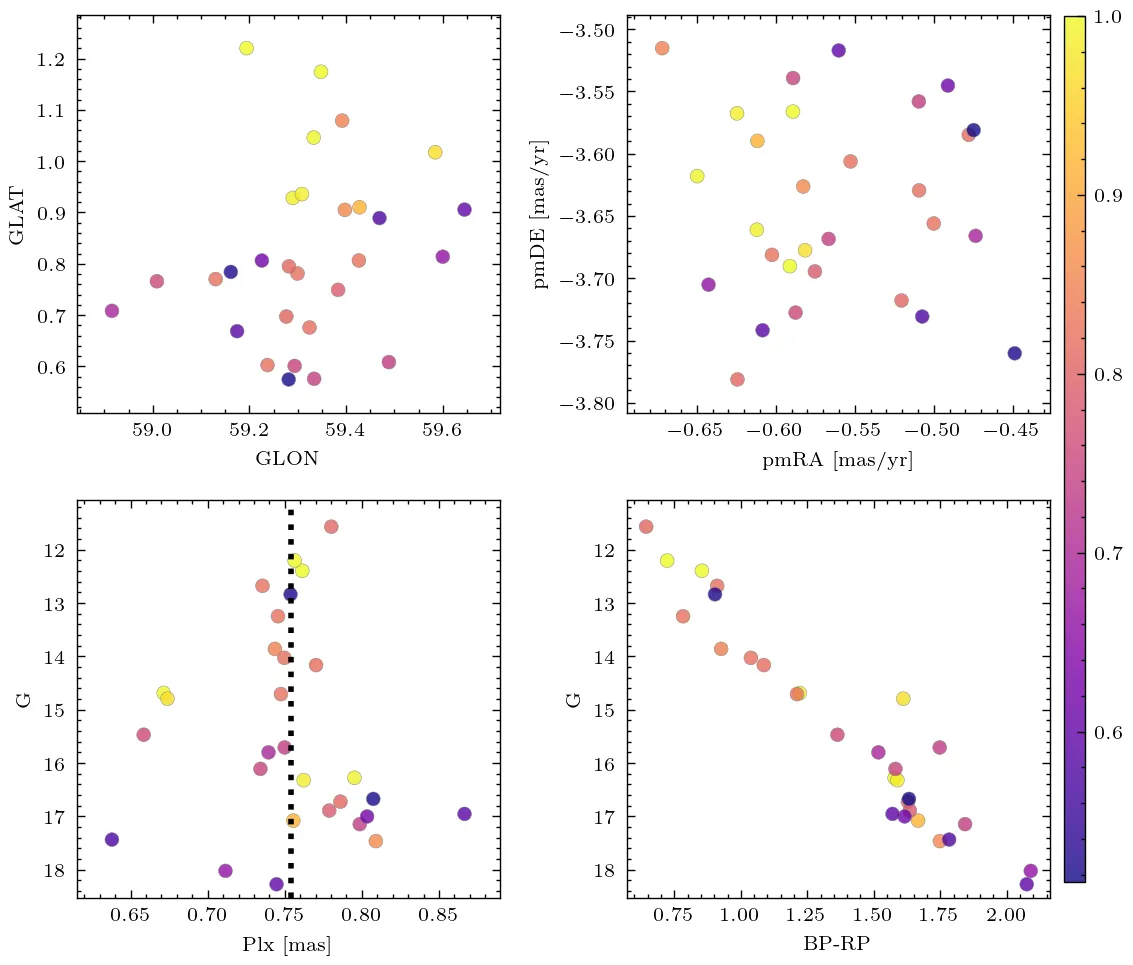 1.2
1.1
1.0
0.9
0.8
0.7
0.6
GLAT
59.0 59.2 59.4 59.6
GLON
−3.50
−3.55
−3.60
−3.65
−3.70
−3.75
−3.80
pmDE [mas/yr]
−0.65 −0.60 −0.55 −0.50 −0.45
pmRA [mas/yr]
12
13
14
15
16
17
18
G
0.65 0.70 0.75 0.80 0.85
Plx [mas]
12
13
14
15
16
17
18
G
0.75 1.00 1.25 1.50 1.75 2.00
BP-RP
1.0
0.9
0.8
0.7
0.6